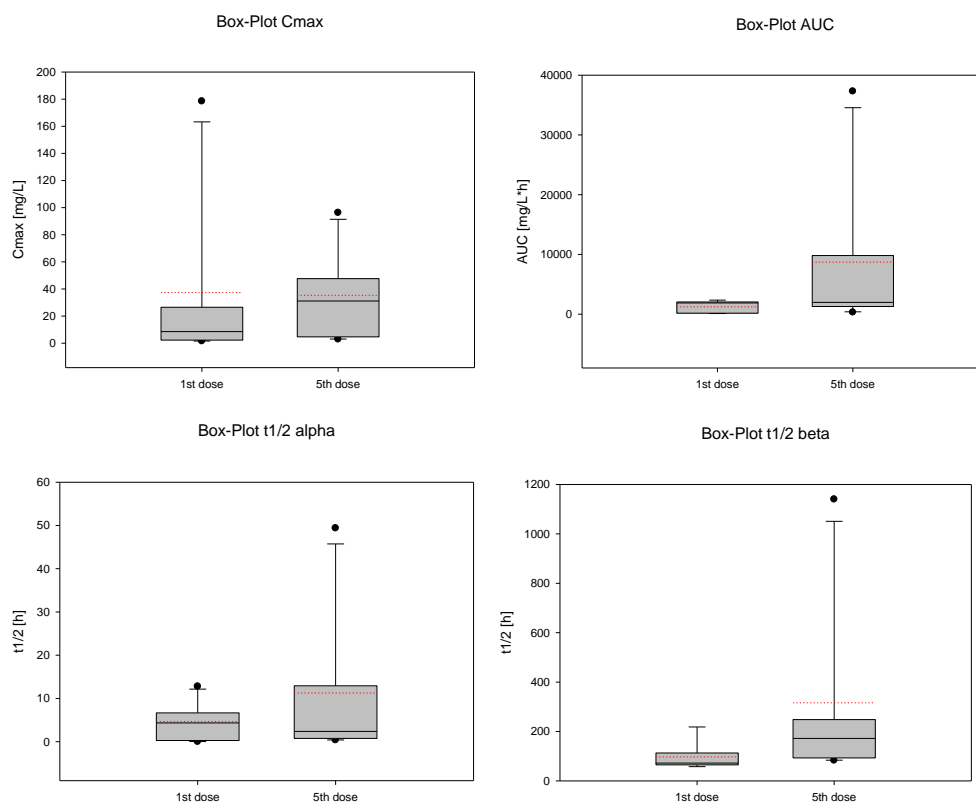 Box-Plot Cmax
Cmax [mg/L]
200
180
160
140
120
100
80
60
40
20
0
1st dose
5th dose
Box-Plot AUC
AUC [mg/L*h]
40000
30000
20000
10000
0
1st dose
5th dose
Box-Plot t1/2 alpha
t1/2 [h]
60
50
40
30
20
10
0
1st dose
5th dose
Box-Plot t1/2 beta
t1/2 [h]
1200
1000
800
600
400
200
0
1st dose
5th dose